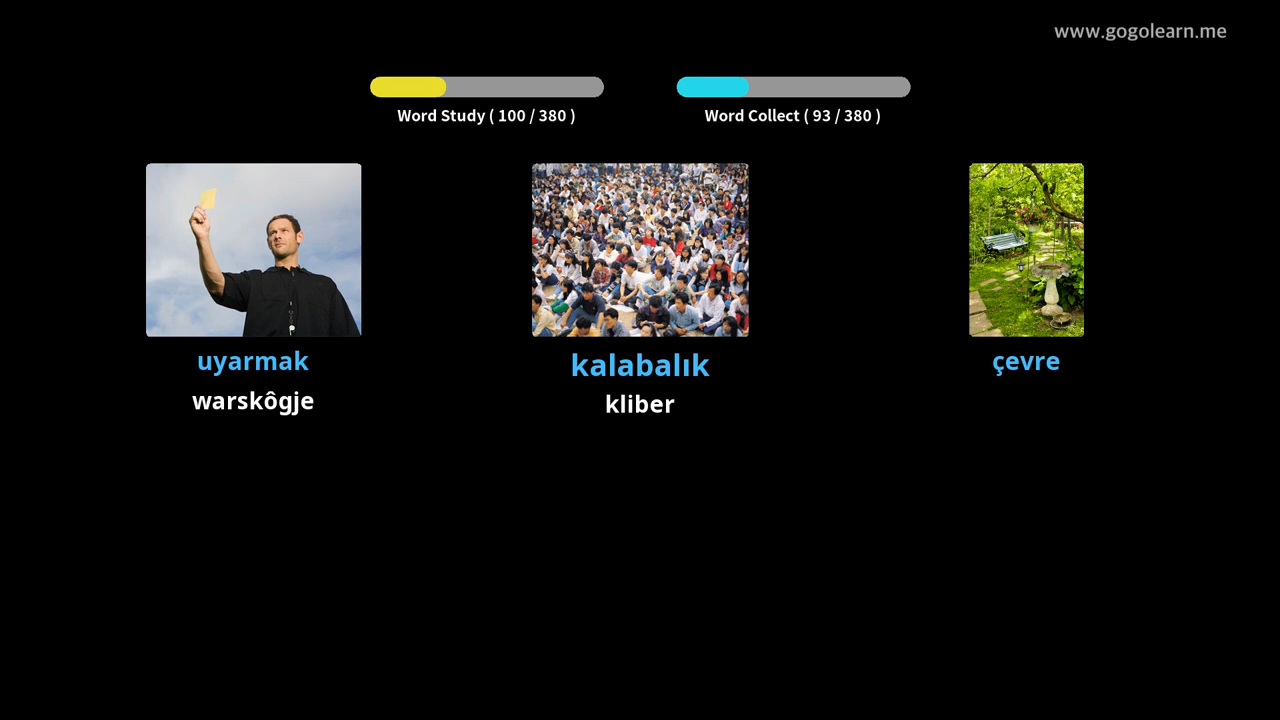 www.gogolearn.me
Word Study ( 100 / 380 )
Word Collect ( 93 / 380 )
uyarmak
kalabalık
çevre
warskôgje
kliber